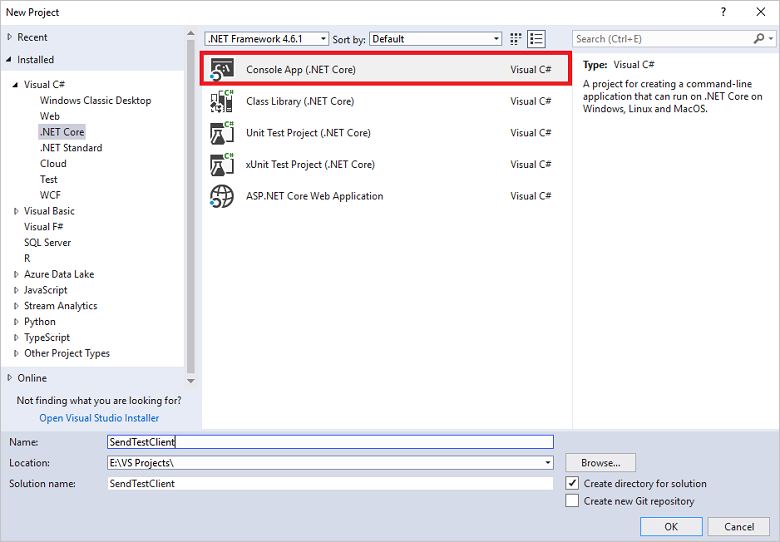 New Project
?
Recent
Installed
Visual C#
Windows Classic Desktop
Web
.NET Core
.NET Standard
Cloud
Test
WCF
Visual Basic
Visual F#
SQL Server
R
Azure Data Lake
JavaScript
Stream Analytics
Python
TypeScript
Other Project Types
Online
Not finding what you are looking for?
Open Visual Studio Installer
.NET Framework 4.6.1 Sort by: Default
C:\ Console App (.NET Core) Visual C#
C# Class Library (.NET Core) Visual C#
C# Unit Test Project (.NET Core) Visual C#
C# xUnit Test Project (.NET Core) Visual C#
ASP.NET Core Web Application Visual C#
Search (Ctrl+E)
Type: Visual C#
A project for creating a command-line
application that can run on .NET Core on
Windows, Linux and MacOS.
Name: SendTestClient
Location: E:\VS Projects\ Browse...
Solution name: SendTestClient
Create directory for solution
Create new Git repository
OK Cancel